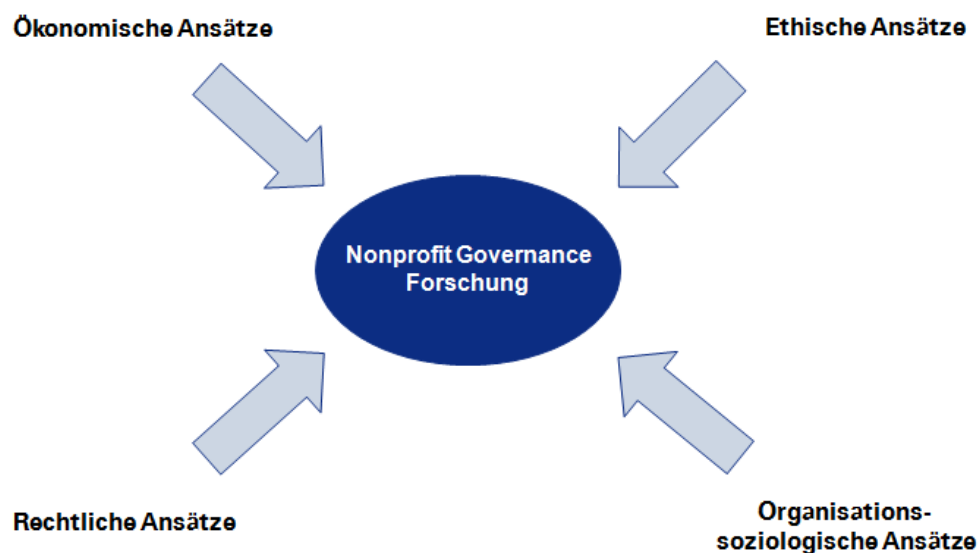 Ökonomische Ansätze
Ethische Ansätze
Nonprofit Governance
Forschung
Rechtliche Ansätze
Organisations-
soziologische Ansätze